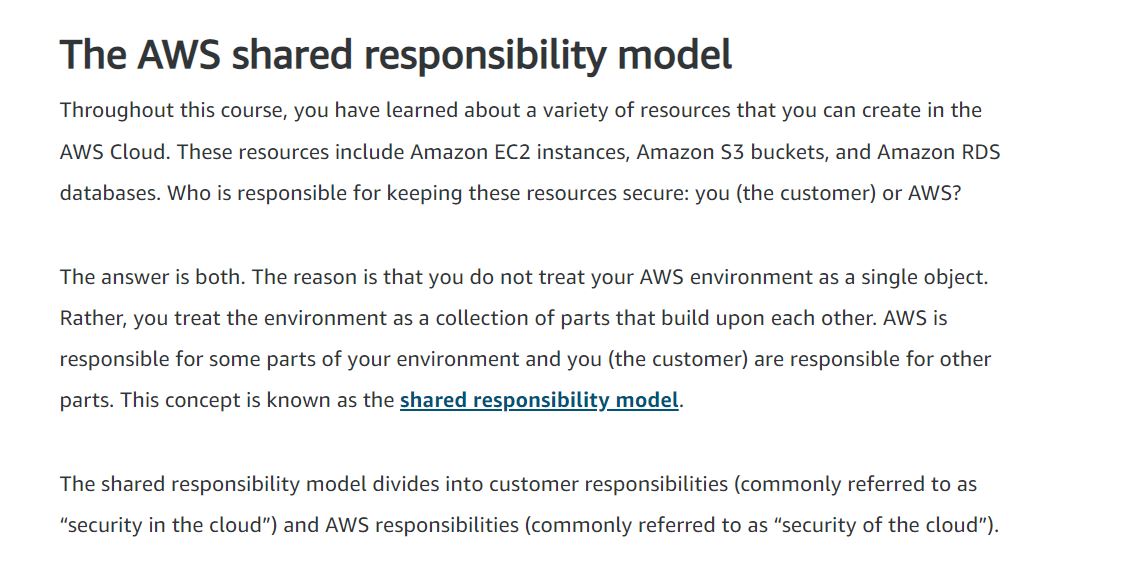 The AWS shared responsibility model
Throughout this course, you have learned about a variety of resources that you can create in the
AWS Cloud. These resources include Amazon EC2 instances, Amazon S3 buckets, and Amazon RDS
databases. Who is responsible for keeping these resources secure: you (the customer) or AWS?
The answer is both. The reason is that you do not treat your AWS environment as a single object.
Rather, you treat the environment as a collection of parts that build upon each other. AWS is
responsible for some parts of your environment and you (the customer) are responsible for other
parts. This concept is known as the shared responsibility model.
The shared responsibility model divides into customer responsibilities (commonly referred to as
“security in the cloud”) and AWS responsibilities (commonly referred to as “security of the cloud”).